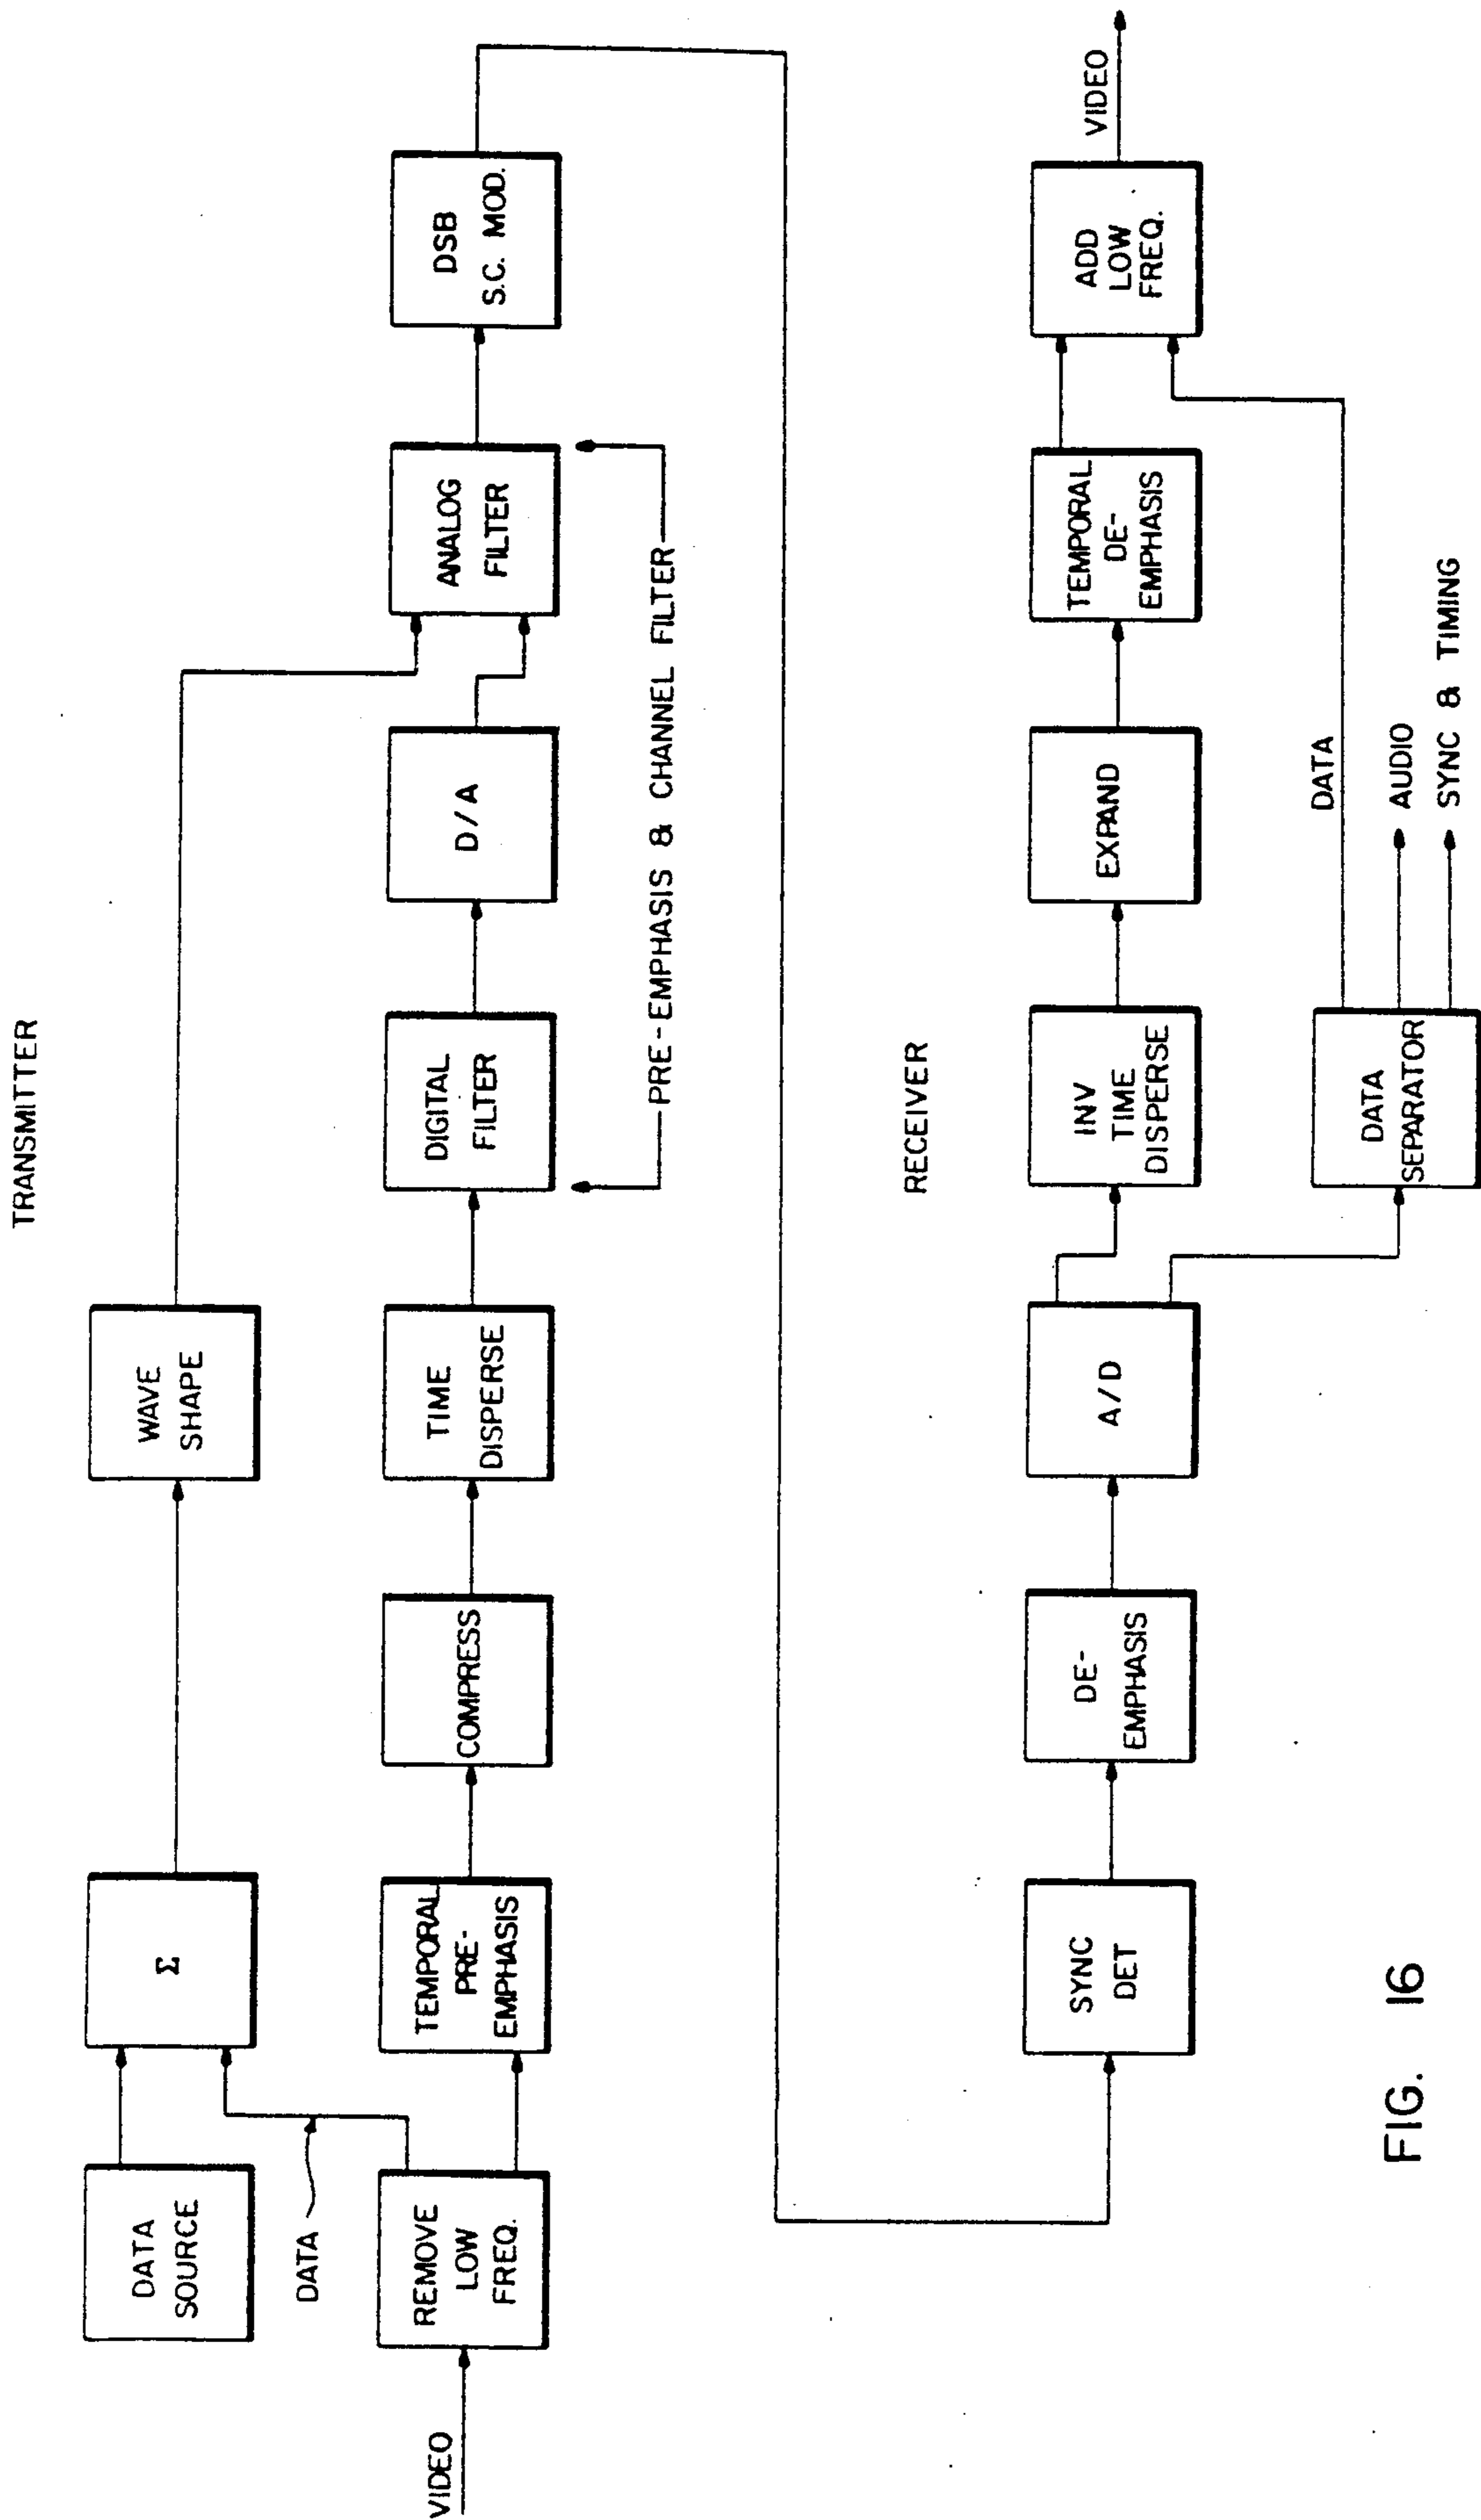 TRANSMITTER
DATA
SOURCE
Σ
WAVE
SHAPE
DATA
VIDEO
REMOVE
LOW
FREQ.
TEMPORAL
PRE-
EMPHASIS
COMPRESS
TIME
DISPERSE
DIGITAL
FILTER
D/A
ANALOG
FILTER
DSB
S.C. MOD.
PRE-EMPHASIS & CHANNEL FILTER
RECEIVER
SYNC
DET
DE-
EMPHASIS
A/D
INV
TIME
DISPERSE
EXPAND
TEMPORAL
DE-
EMPHASIS
ADD
LOW
FREQ.
VIDEO
DATA
SEPARATOR
DATA
AUDIO
SYNC & TIMING
FIG. 16